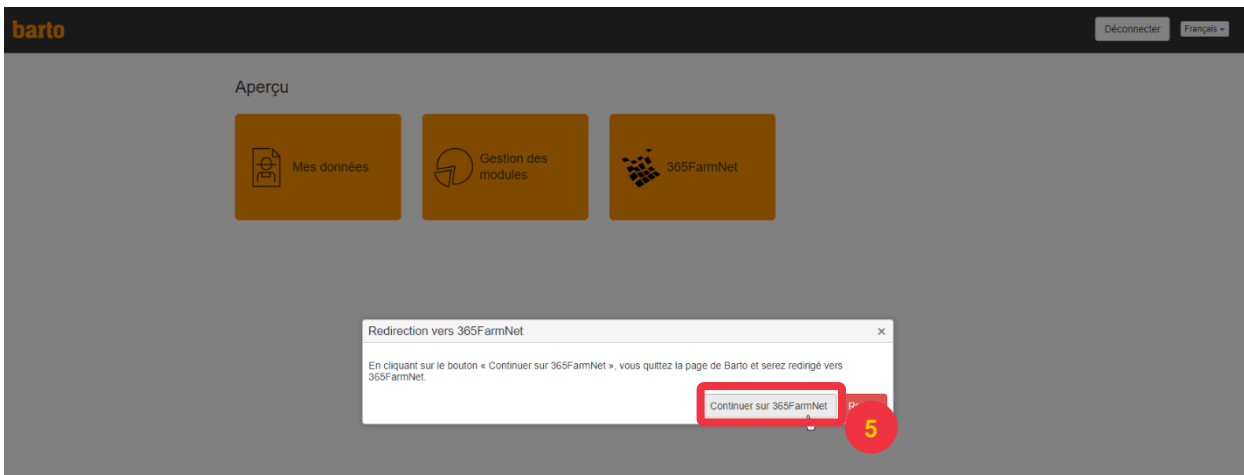 barto
Déconnecter
Français
Aperçu
Mes données
Gestion des
modules
365FarmNet
Redirection vers 365FarmNet
×
En cliquant sur le bouton « Continuer sur 365FarmNet », vous quittez la page de Barto et serez redirigé vers
365FarmNet.
Continuer sur 365FarmNet
5